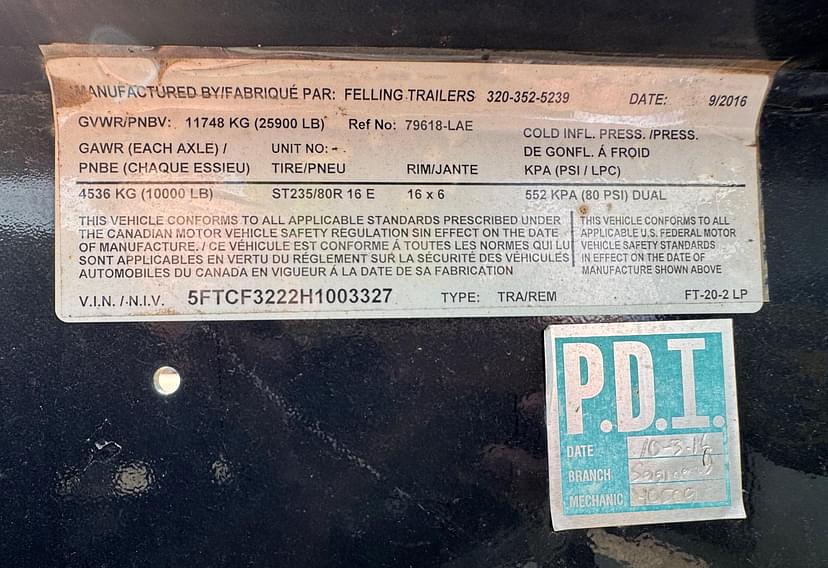 MANUFACTURED BY/FABRIQUÉ PAR: FELLING TRAILERS 320-352-5239 DATE: 9/2016
GVWR/PNBV: 11748 KG (25900 LB) Ref No: 79618-LAE
COLD INFL. PRESS. /PRESS.
GAWR (EACH AXLE) / UNIT NO: - .
DE GONFL. Á FROID
PNBE (CHAQUE ESSIEU) TIRE/PNEU RIM/JANTE KPA (PSI / LPC)
4536 KG (10000 LB) ST235/80R 16 E 16 x 6 552 KPA (80 PSI) DUAL
THIS VEHICLE CONFORMS TO ALL APPLICABLE STANDARDS PRESCRIBED UNDER
THE CANADIAN MOTOR VEHICLE SAFETY REGULATION SIN EFFECT ON THE DATE
OF MANUFACTURE. / CE VÉHICULE EST CONFORME Á TOUTES LES NORMES QUI LUI
SONT APPLICABLES EN VERTU DU RÉGLEMENT SUR LA SÉCURITÉ DES VÉHICULES
AUTOMOBILES DU CANADA EN VIGUEUR Á LA DATE DE SA FABRICATION
THIS VEHICLE CONFORMS TO ALL
APPLICABLE U.S. FEDERAL MOTOR
VEHICLE SAFETY STANDARDS
IN EFFECT ON THE DATE OF
MANUFACTURE SHOWN ABOVE
V.I.N. / N.I.V. 5FTCF3222H1003327 TYPE: TRA/REM FT-20-2 LP
P.D.I.
DATE 10-3-16
BRANCH
MECHANIC